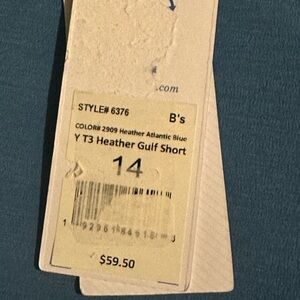 .com
STYLE# 6376
B's
COLOR# 2909 Heather Atlantic Blue
Y T3 Heather Gulf Short
14
$59.50